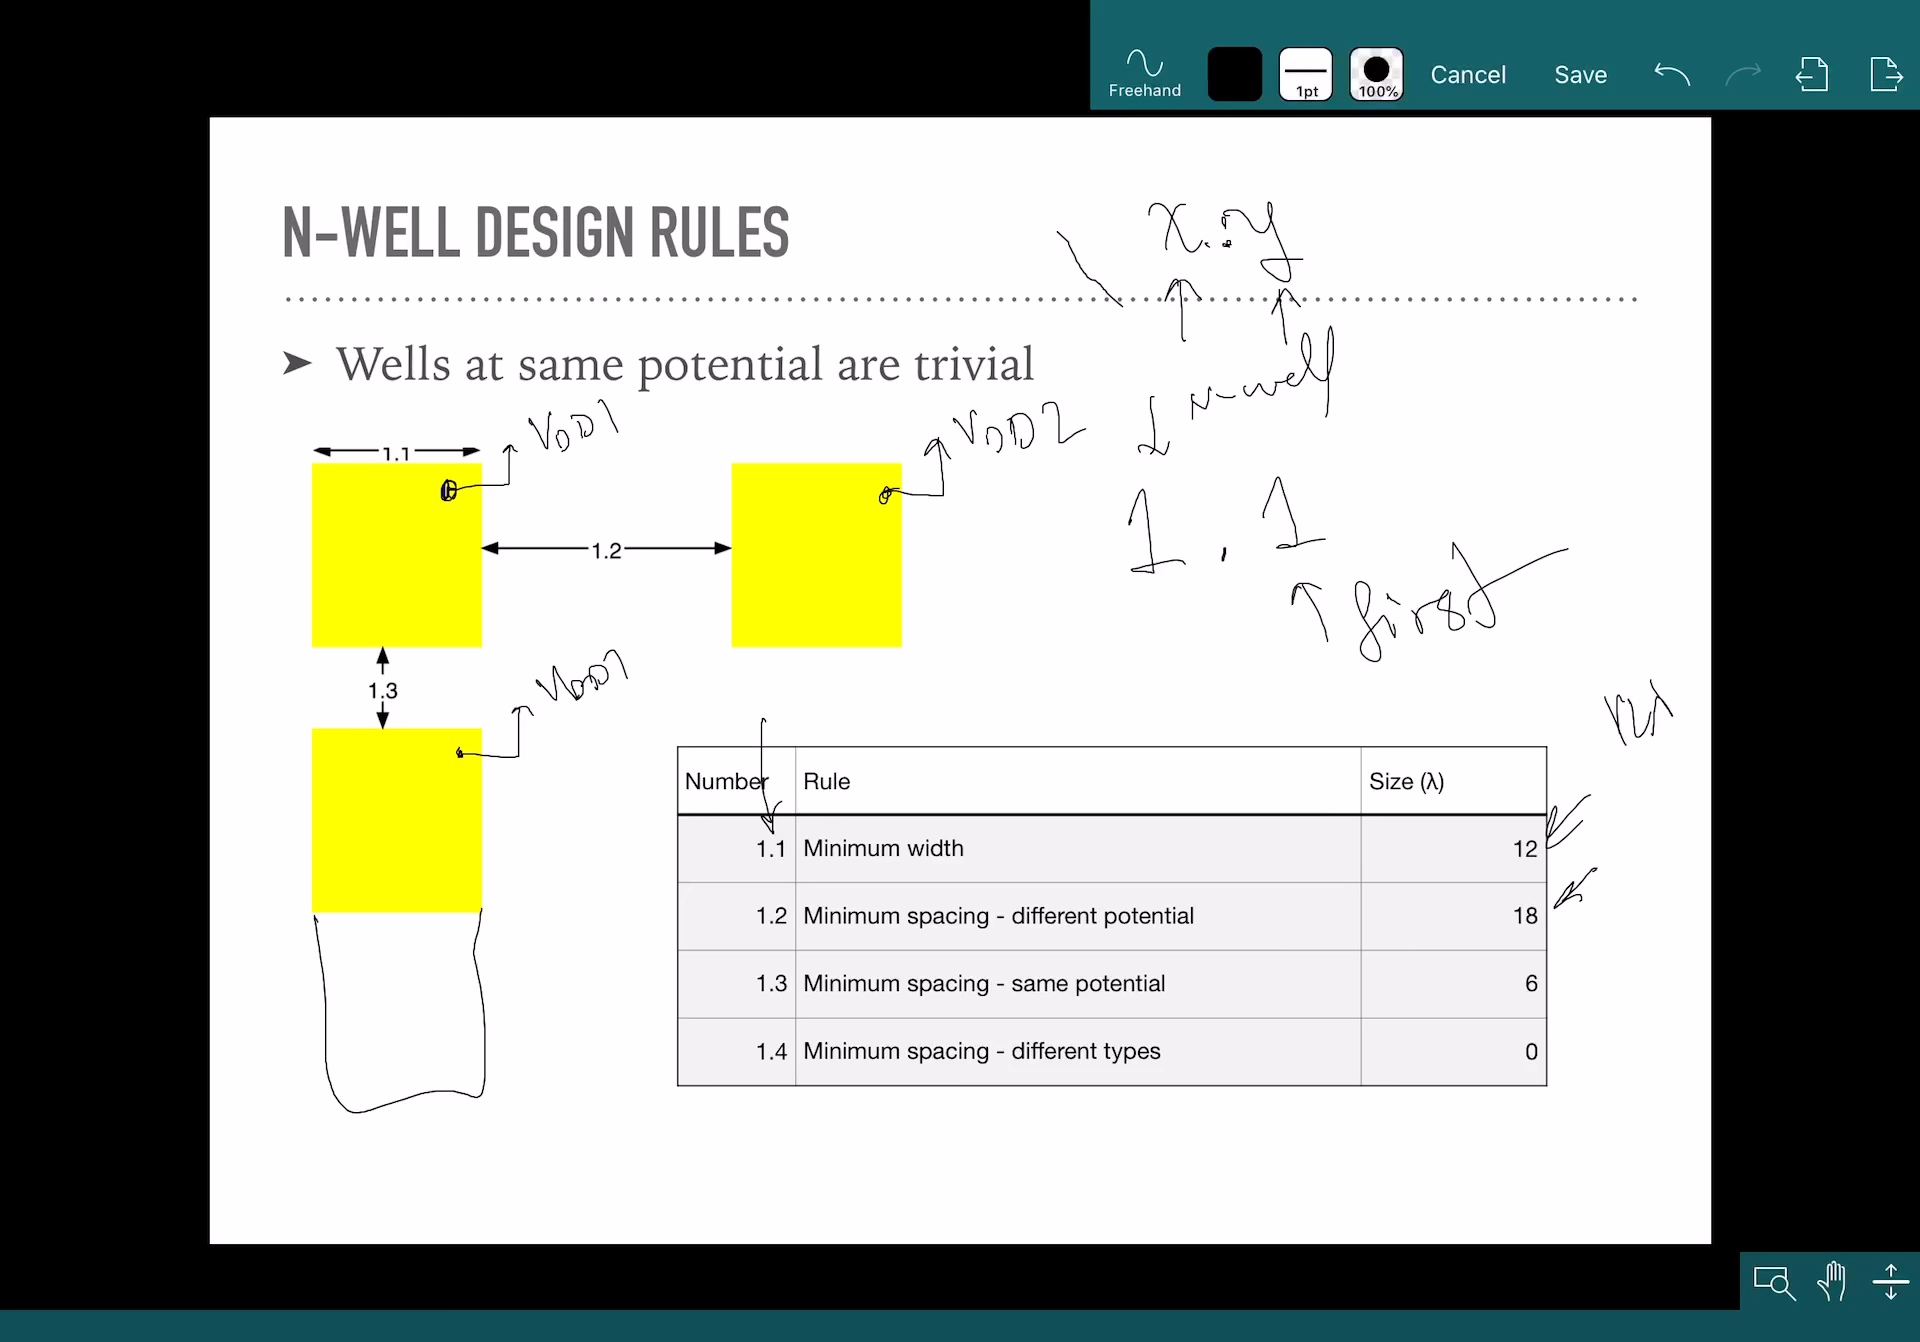 Freehand
1pt
100%
Cancel
Save
N-WELL DESIGN RULES
x.y
➤ Wells at same potential are trivial
N-well
VDD1
VDD2
1.1
1.2
1 . 1
first
1.3
VDD1
Number Rule Size (λ)
1.1 Minimum width 12
1.2 Minimum spacing - different potential 18
1.3 Minimum spacing - same potential 6
1.4 Minimum spacing - different types 0